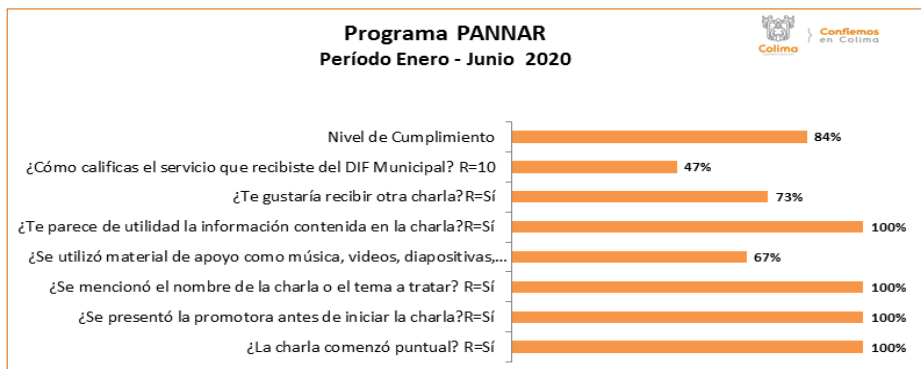 Programa PANNAR
Período Enero - Junio 2020
Colima
Confiemos
en Colima
Nivel de Cumplimiento 84%
¿Cómo calificas el servicio que recibiste del DIF Municipal? R=10 47%
¿Te gustaría recibir otra charla?R=Sí 73%
¿Te parece de utilidad la información contenida en la charla?R=Sí 100%
¿Se utilizó material de apoyo como música, videos, diapositivas,... 67%
¿Se mencionó el nombre de la charla o el tema a tratar? R=Sí 100%
¿Se presentó la promotora antes de iniciar la charla?R=Sí 100%
¿La charla comenzó puntual? R=Sí 100%